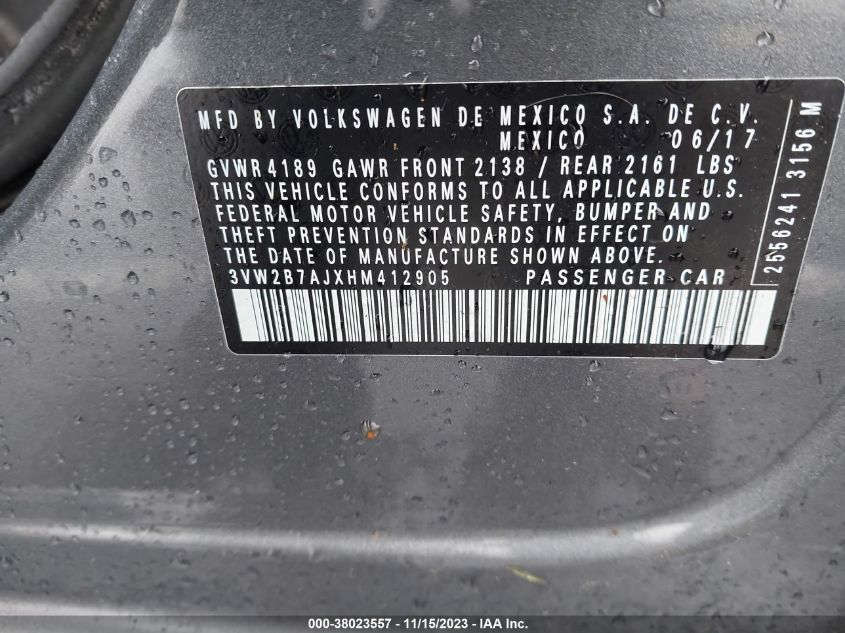 MFD BY VOLKSWAGEN DE MEXICO S.A. DE C.V.
MEXICO 06/17
GVWR 4189 GAWR FRONT 2138 / REAR 2161 LBS
THIS VEHICLE CONFORMS TO ALL APPLICABLE U.S.
FEDERAL MOTOR VEHICLE SAFETY, BUMPER AND
THEFT PREVENTION STANDARDS IN EFFECT ON
THE DATE OF MANUFACTURE SHOWN ABOVE.
3VW2B7AJXHM412905 PASSENGER CAR
2556241 3156 M
000-38023557 - 11/15/2023 - IAA Inc.